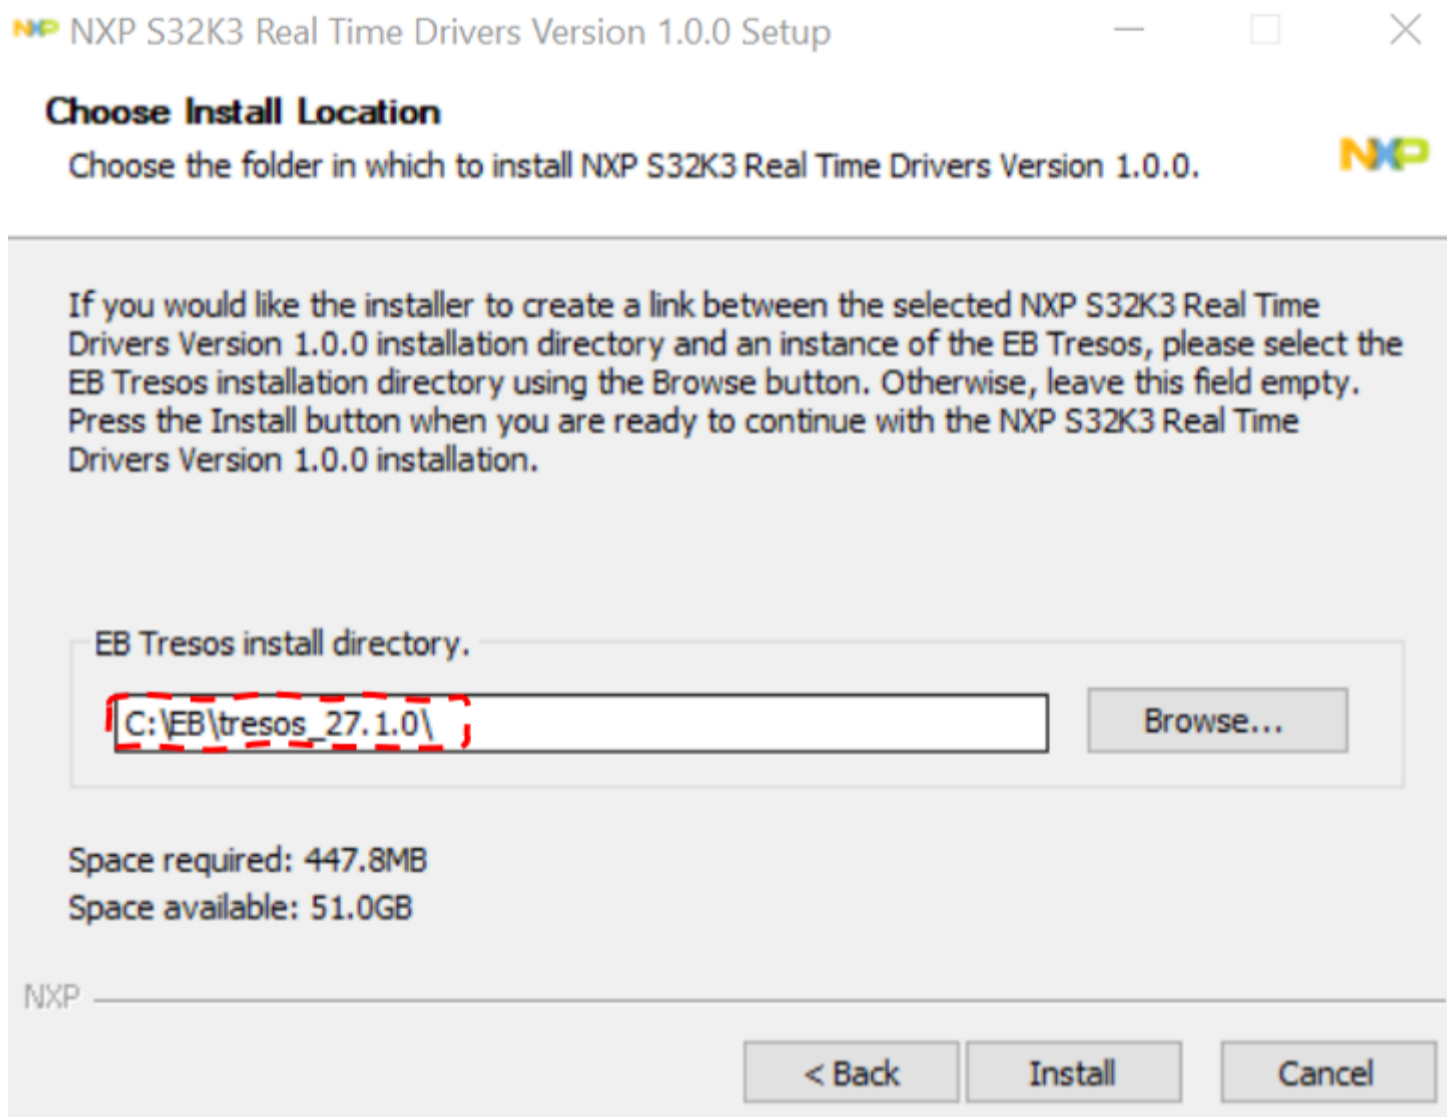 NXP NXP S32K3 Real Time Drivers Version 1.0.0 Setup
Choose Install Location
Choose the folder in which to install NXP S32K3 Real Time Drivers Version 1.0.0.
NXP
If you would like the installer to create a link between the selected NXP S32K3 Real Time
Drivers Version 1.0.0 installation directory and an instance of the EB Tresos, please select the
EB Tresos installation directory using the Browse button. Otherwise, leave this field empty.
Press the Install button when you are ready to continue with the NXP S32K3 Real Time
Drivers Version 1.0.0 installation.
EB Tresos install directory.
C:\EB\tresos_27.1.0\
Browse...
Space required: 447.8MB
Space available: 51.0GB
NXP
< Back Install Cancel